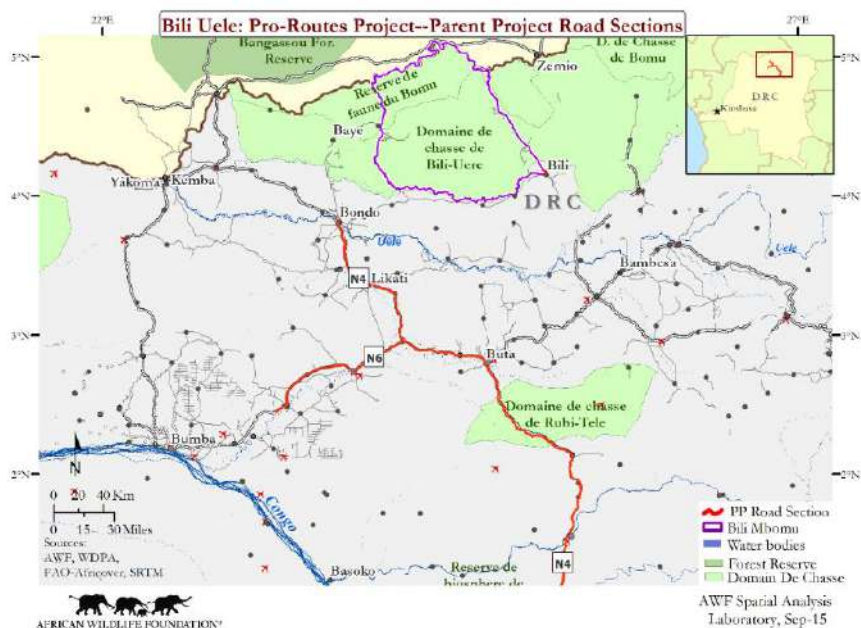 Bili Uele: Pro-Routes Project--Parent Project Road Sections
22°E
27°E
5°N
5°N
Bangassou For.
Reserve
Zemio
D. de Chasse
de Bomu
Reserve de
faune du Bomu
Baye
Domaine de
chasse de
Bili-Uere
Bili
DRC
Kinshasa
4°N
4°N
Yakoma
Kemba
DRC
Bondo
Uele
Uele
Bambesa
N4
Likati
3°N
3°N
N6
Buta
Domaine de chasse
de Rubi-Tele
Bumba
2°N
2°N
N
0 20 40 Km
0 15 30 Miles
Sources:
AWF, WDPA,
FAO-Africover, SRTM
Congo
Basoko
Reserve de
biosphere de
N4
PP Road Section
Bili Mbomu
Water bodies
Forest Reserve
Domain De Chasse
AFRICAN WILDLIFE FOUNDATION®
AWF Spatial Analysis
Laboratory, Sep-15